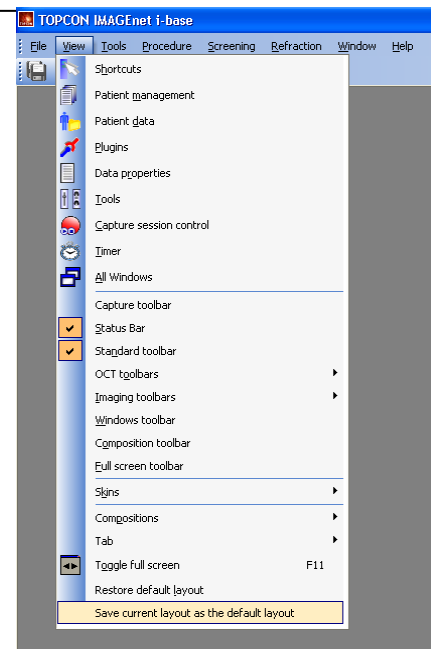 TOPCON IMAGEnet i-base
File View Tools Procedure Screening Refraction Window Help
Shortcuts
Patient management
Patient data
Plugins
Data properties
Tools
Capture session control
Timer
All Windows
Capture toolbar
Status Bar
Standard toolbar
OCT toolbars
Imaging toolbars
Windows toolbar
Composition toolbar
Full screen toolbar
Skins
Compositions
Tab
Toggle full screen F11
Restore default layout
Save current layout as the default layout